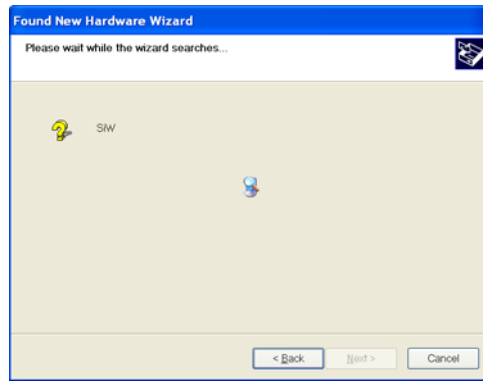 Found New Hardware Wizard
Please wait while the wizard searches...
SiW
< Back
Next >
Cancel